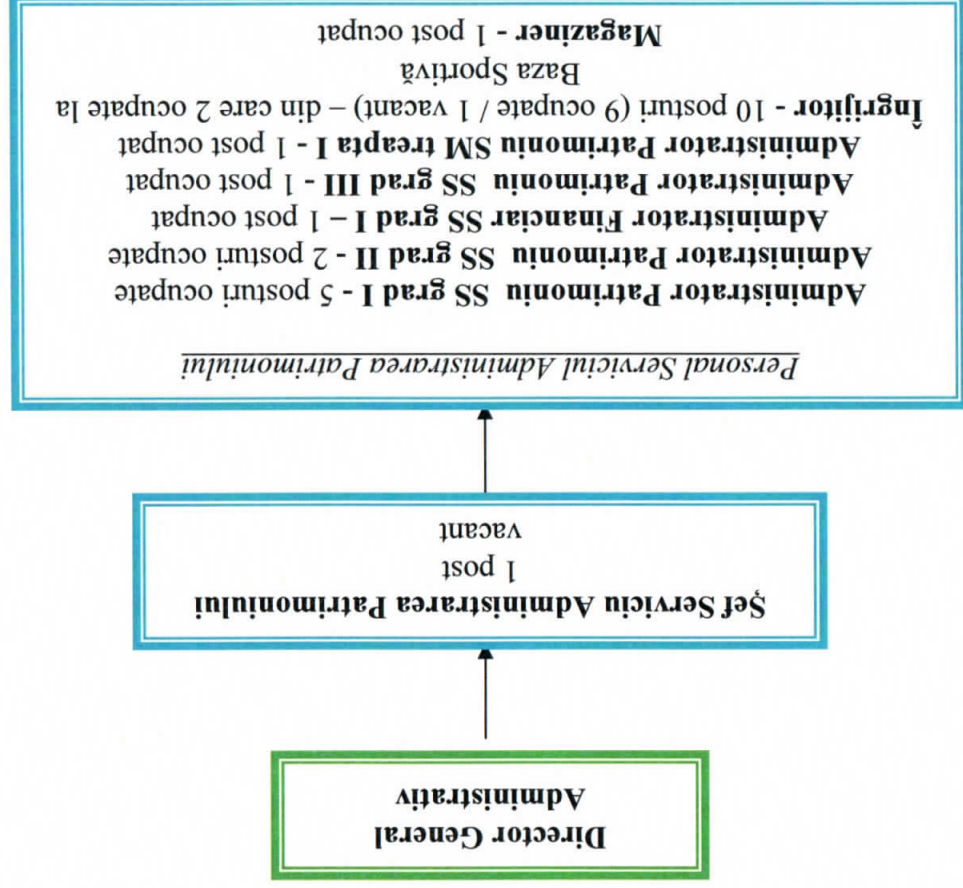 Director General
Administrativ
Șef Serviciu Administrarea Patrimoniului
1 post
vacant
Personal Serviciul Administrarea Patrimoniului
Administrator Patrimoniu SS grad I - 5 posturi ocupate
Administrator Patrimoniu SS grad II - 2 posturi ocupate
Administrator Financiar SS grad I – 1 post ocupat
Administrator Patrimoniu SS grad III - 1 post ocupat
Administrator Patrimoniu SM treapta I - 1 post ocupat
Îngrijitor - 10 posturi (9 ocupate / 1 vacant) – din care 2 ocupate la
Baza Sportivă
Magaziner - 1 post ocupat